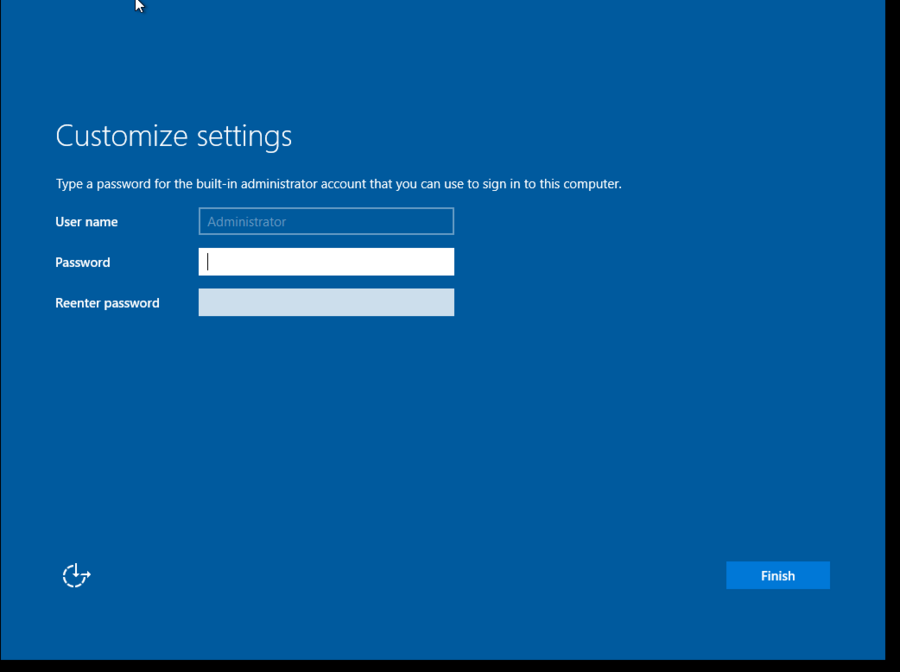 Customize settings
Type a password for the built-in administrator account that you can use to sign in to this computer.
User name
Administrator
Password
Reenter password
Finish